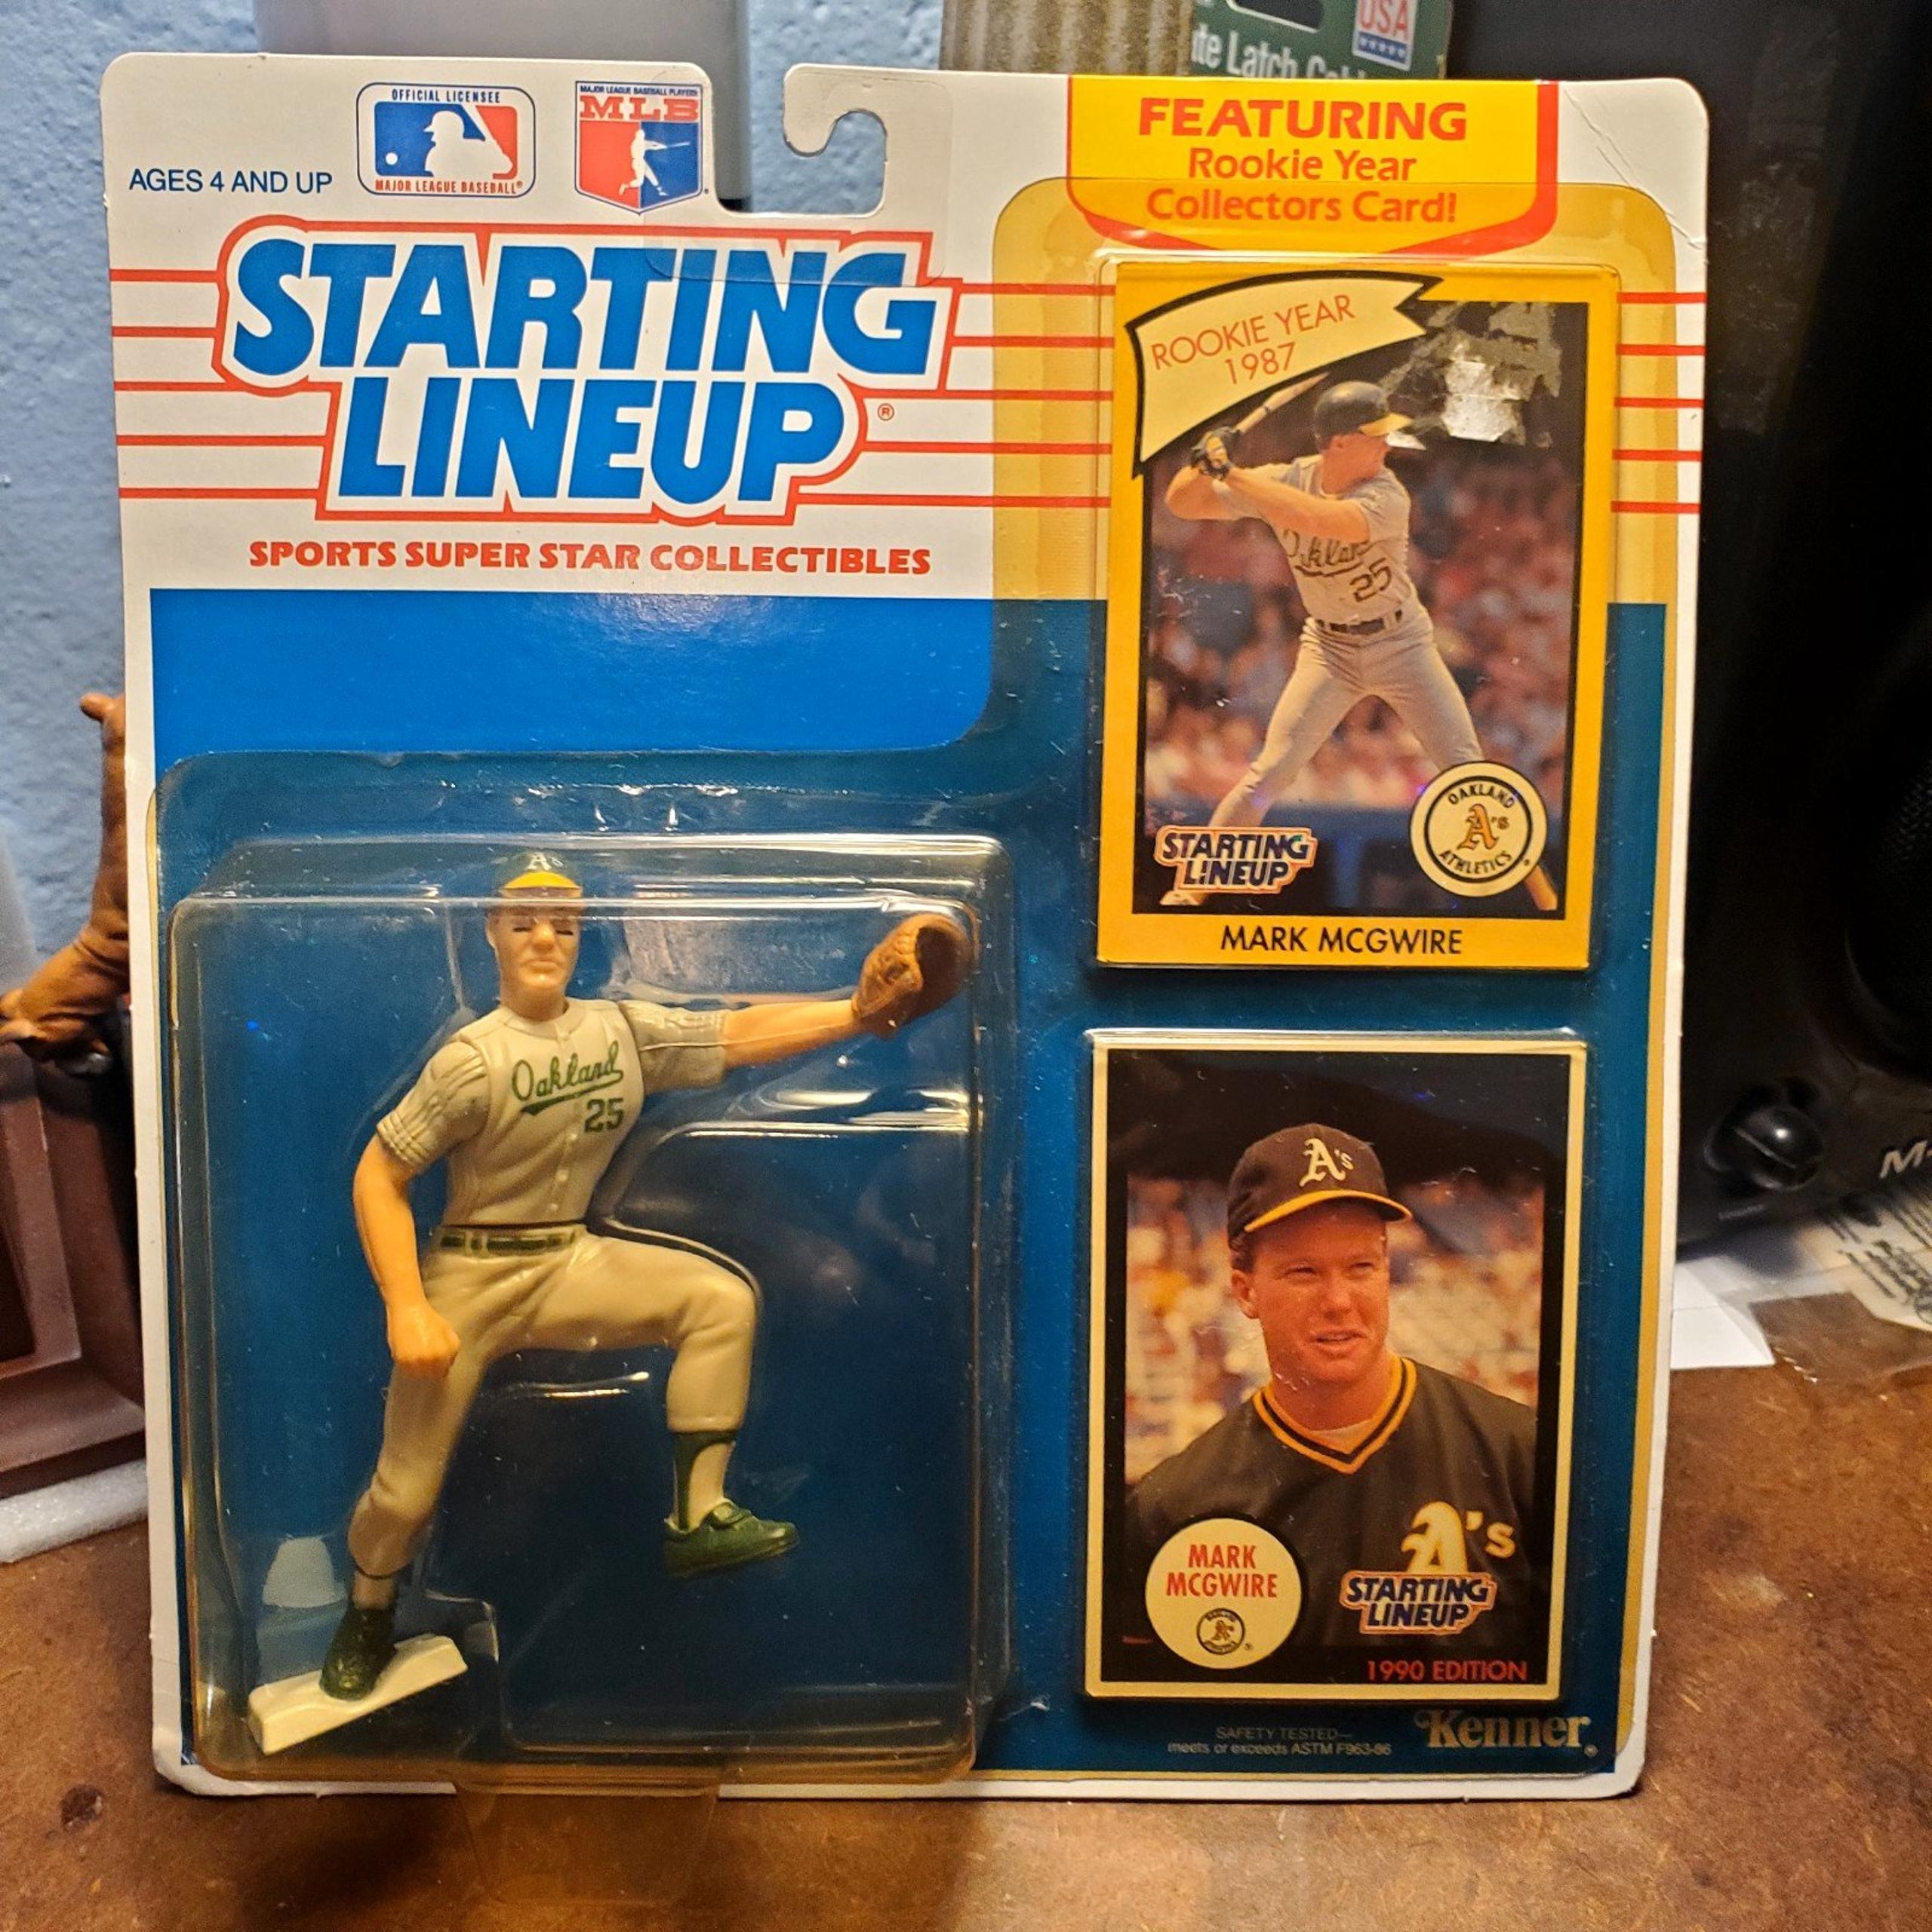 USA
te Latch
OFFICIAL LICENSEE
MAJOR LEAGUE BASEBALL®
MAJOR LEAGUE BASEBALL PLAYERS
MLB
AGES 4 AND UP
STARTING
LINEUP®
SPORTS SUPER STAR COLLECTIBLES
FEATURING
Rookie Year
Collectors Card!
ROOKIE YEAR
1987
Oakland
25
OAKLAND
A's
ATHLETICS
STARTING
LINEUP
MARK MCGWIRE
A's
Oakland
25
A's
A's
MARK
MCGWIRE
STARTING
LINEUP
1990 EDITION
SAFETY TESTED—
meets or exceeds ASTM F963-86
Kenner®
M-